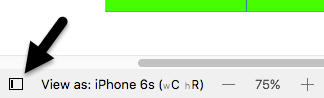 View as: iPhone 6s (wC hR) — 75% +